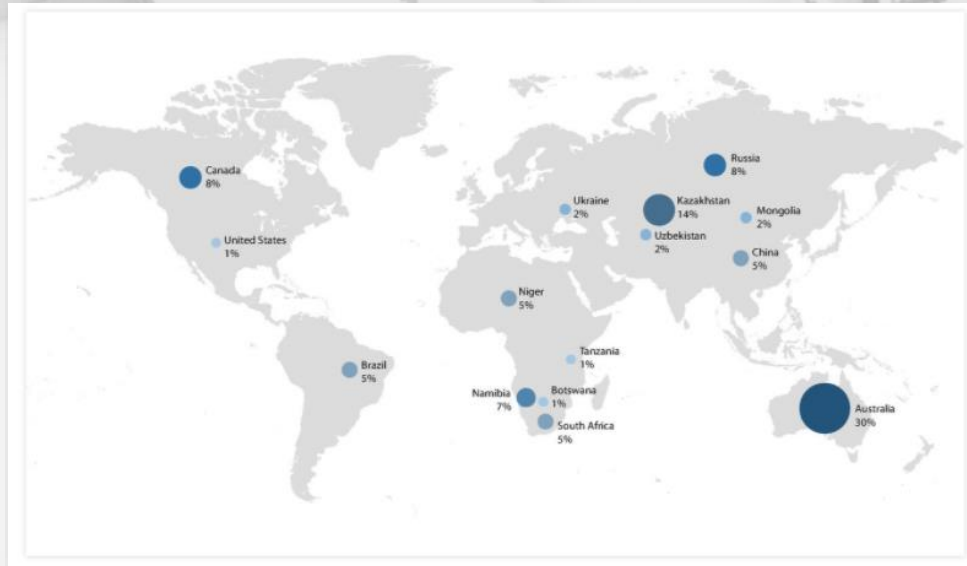 Canada
8%
United States
1%
Brazil
5%
Ukraine
2%
Russia
8%
Kazakhstan
14%
Uzbekistan
2%
Mongolia
2%
China
5%
Niger
5%
Tanzania
1%
Namibia
7%
Botswana
1%
South Africa
5%
Australia
30%